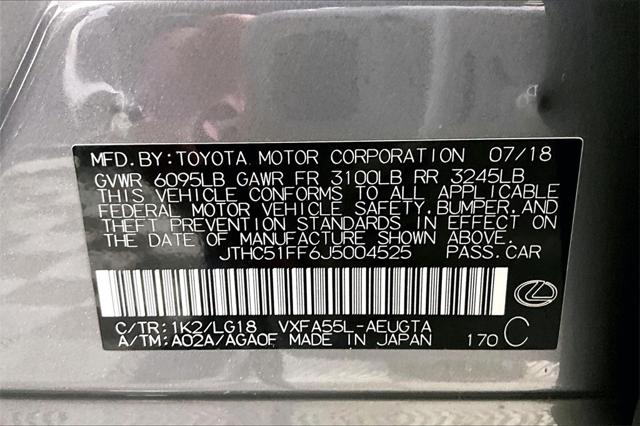 MFD.BY:TOYOTA MOTOR CORPORATION 07/18
GVWR 6095LB GAWR FR 3100LB RR 3245LB
THIS VEHICLE CONFORMS TO ALL APPLICABLE
FEDERAL MOTOR VEHICLE SAFETY,BUMPER,AND
THEFT PREVENTION STANDARDS IN EFFECT ON
THE DATE OF MANUFACTURE SHOWN ABOVE.
JTHC51FF6J5004525 PASS.CAR
C/TR:1K2/LG18 VXFA55L-AEUGTA
A/TM:A02A/AGA0F MADE IN JAPAN 170 C